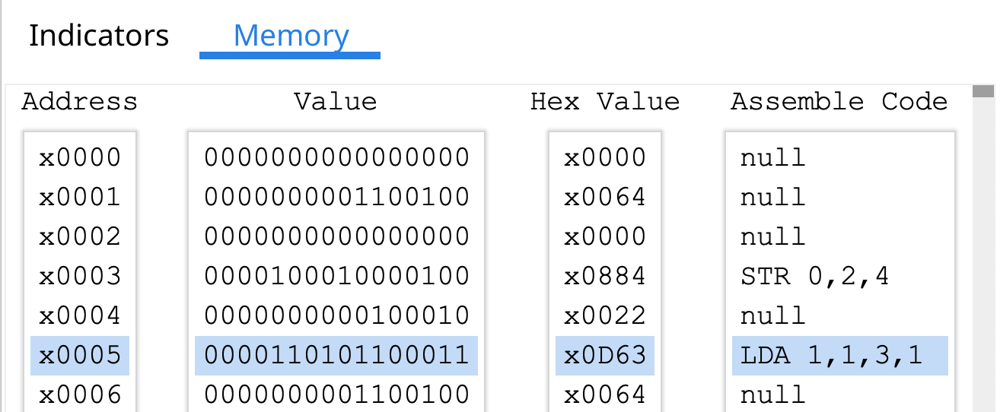 Indicators Memory
Address Value Hex Value Assemble Code
x0000 0000000000000000 x0000 null
x0001 0000000001100100 x0064 null
x0002 0000000000000000 x0000 null
x0003 0000100010000100 x0884 STR 0,2,4
x0004 0000000000100010 x0022 null
x0005 0000110101100011 x0D63 LDA 1,1,3,1
x0006 0000000001100100 x0064 null